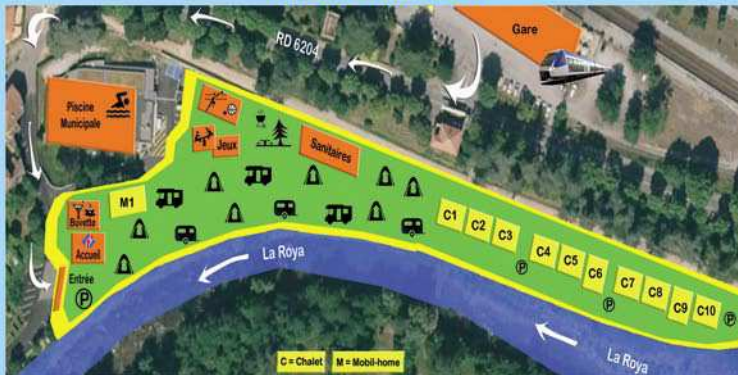 Gare
RD 6204
Piscine
Municipale
Jeux
Sanitaires
M1
Buvette
Accueil
Entrée
P
C1
C2
C3
C4
C5
C6
C7
C8
C9
C10
P
P
P
La Roya
La Roya
C = Chalet
M = Mobil-home